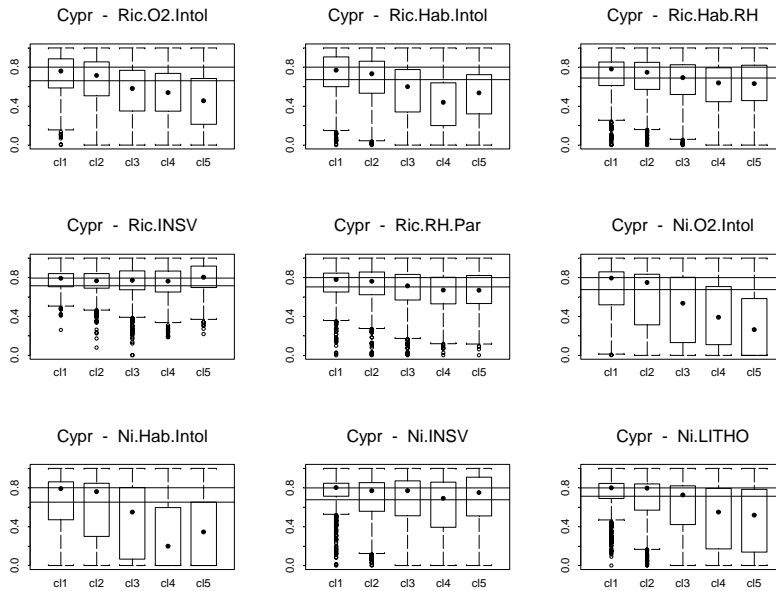 Cypr - Ric.O2.Intol
0.0 0.4 0.8
cl1 cl2 cl3 cl4 cl5
Cypr - Ric.Hab.Intol
0.0 0.4 0.8
cl1 cl2 cl3 cl4 cl5
Cypr - Ric.Hab.RH
0.0 0.4 0.8
cl1 cl2 cl3 cl4 cl5
Cypr - Ric.INSV
0.0 0.4 0.8
cl1 cl2 cl3 cl4 cl5
Cypr - Ric.RH.Par
0.0 0.4 0.8
cl1 cl2 cl3 cl4 cl5
Cypr - Ni.O2.Intol
0.0 0.4 0.8
cl1 cl2 cl3 cl4 cl5
Cypr - Ni.Hab.Intol
0.0 0.4 0.8
cl1 cl2 cl3 cl4 cl5
Cypr - Ni.INSV
0.0 0.4 0.8
cl1 cl2 cl3 cl4 cl5
Cypr - Ni.LITHO
0.0 0.4 0.8
cl1 cl2 cl3 cl4 cl5